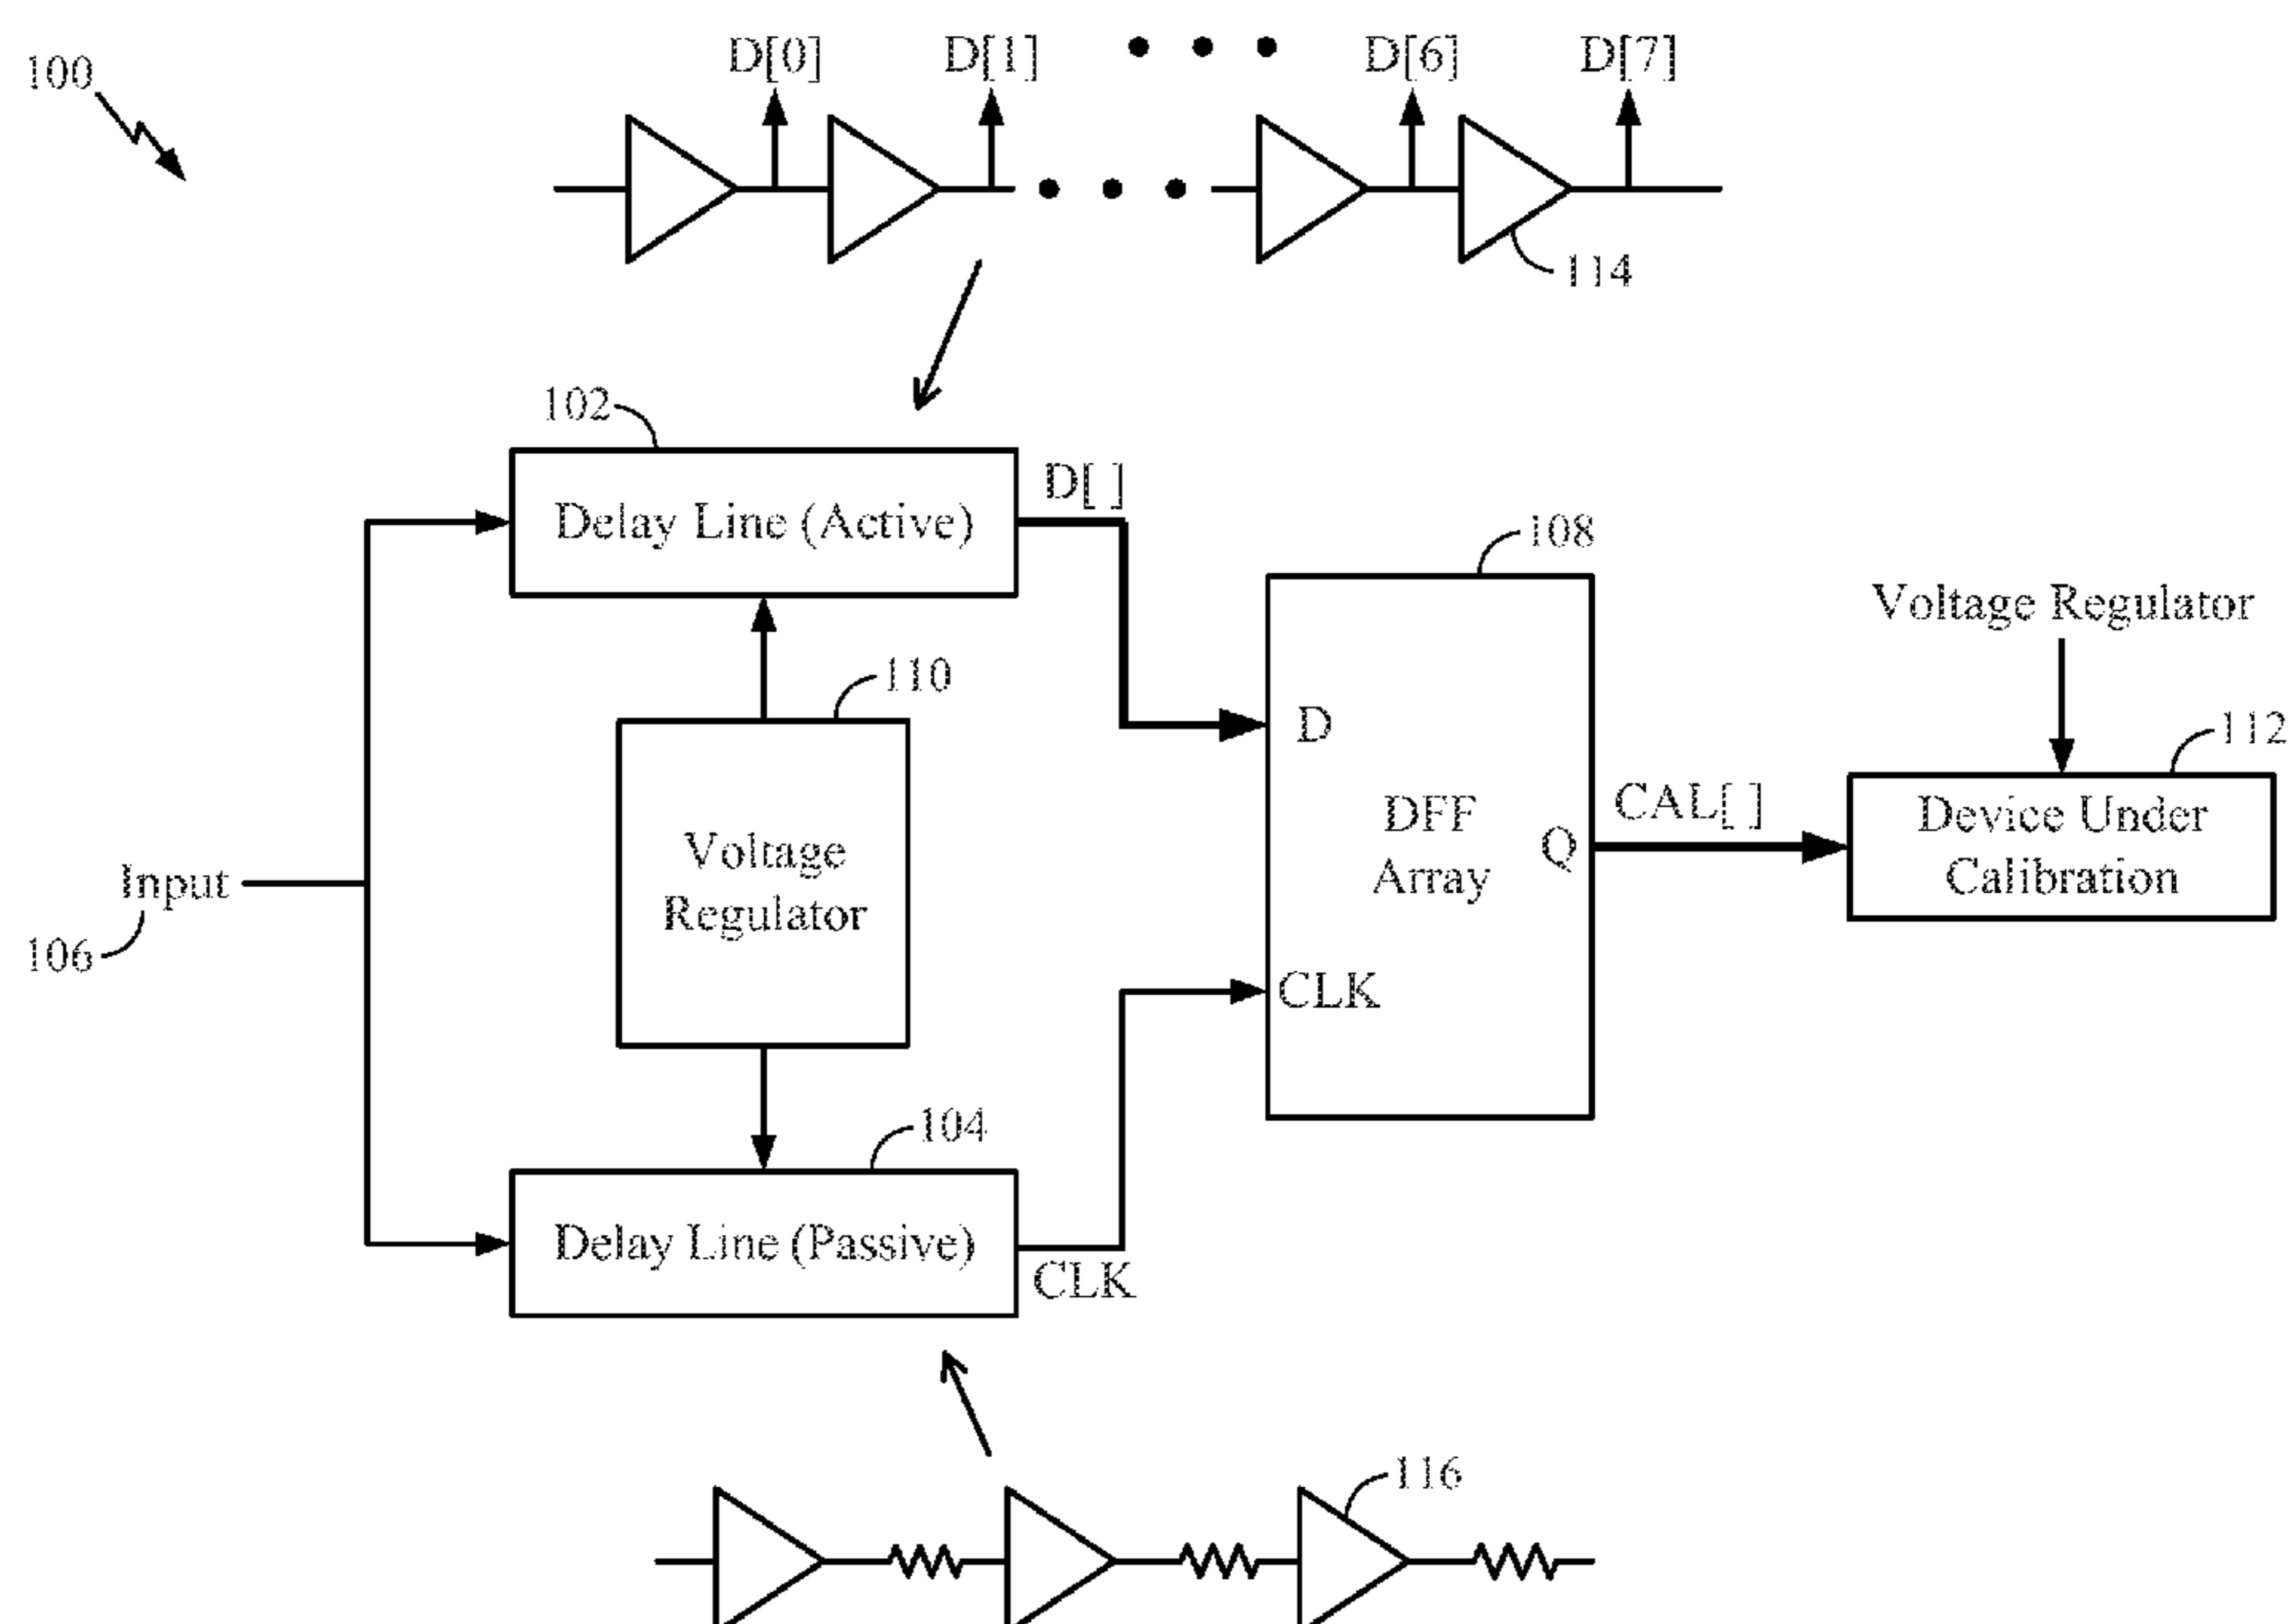 100
D[0]
D[1]
D[6]
D[7]
114
102
Delay Line (Active)
D[ ]
108
Voltage Regulator
110
D
112
Voltage
Regulator
DFF
Array
Q
CAL[ ]
Device Under
Calibration
Input
106
CLK
104
Delay Line (Passive)
CLK
116